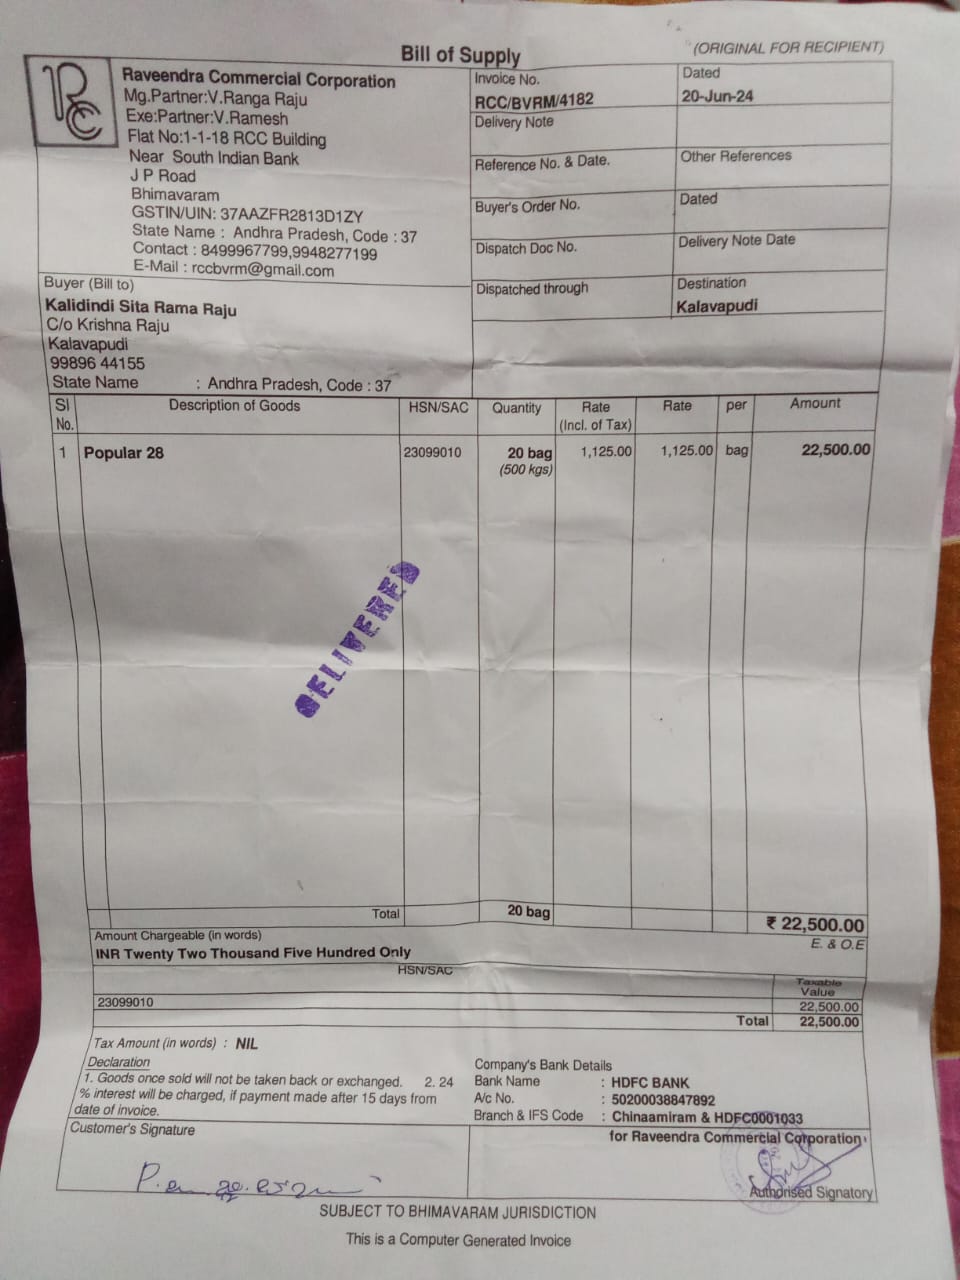 Bill of Supply
(ORIGINAL FOR RECIPIENT)
RCC
Raveendra Commercial Corporation
Mg.Partner:V.Ranga Raju
Exe:Partner:V.Ramesh
Flat No:1-1-18 RCC Building
Near South Indian Bank
J P Road
Bhimavaram
GSTIN/UIN: 37AAZFR2813D1ZY
State Name : Andhra Pradesh, Code : 37
Contact : 8499967799,9948277199
E-Mail : rccbvrm@gmail.com
Invoice No.
RCC/BVRM/4182
Dated
20-Jun-24
Delivery Note
Reference No. & Date.
Other References
Buyer's Order No.
Dated
Dispatch Doc No.
Delivery Note Date
Dispatched through
Destination
Kalavapudi
Buyer (Bill to)
Kalidindi Sita Rama Raju
C/o Krishna Raju
Kalavapudi
99896 44155
State Name : Andhra Pradesh, Code : 37
Sl No. Description of Goods HSN/SAC Quantity Rate (Incl. of Tax) Rate per Amount
1 Popular 28 23099010 20 bag 1,125.00 1,125.00 bag 22,500.00
(500 kgs)
DELIVERED
Total 20 bag ₹ 22,500.00
Amount Chargeable (in words) E. & O.E
INR Twenty Two Thousand Five Hundred Only
HSN/SAC Taxable Value
23099010 22,500.00
Total 22,500.00
Tax Amount (in words) : NIL
Declaration
1. Goods once sold will not be taken back or exchanged. 2. 24
% interest will be charged, if payment made after 15 days from
date of invoice.
Company's Bank Details
Bank Name : HDFC BANK
A/c No. : 50200038847892
Branch & IFS Code : Chinaamiram & HDFC0001033
Customer's Signature
for Raveendra Commercial Corporation
Authorised Signatory
SUBJECT TO BHIMAVARAM JURISDICTION
This is a Computer Generated Invoice